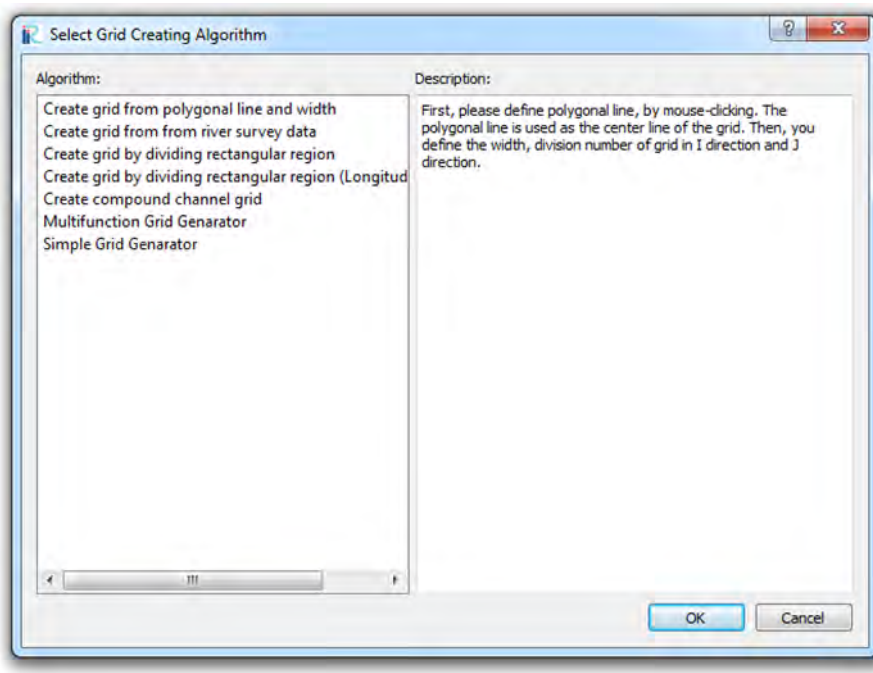 iR Select Grid Creating Algorithm
Algorithm:
Create grid from polygonal line and width
Create grid from from river survey data
Create grid by dividing rectangular region
Create grid by dividing rectangular region (Longitud
Create compound channel grid
Multifunction Grid Genarator
Simple Grid Genarator
Description:
First, please define polygonal line, by mouse-clicking. The
polygonal line is used as the center line of the grid. Then, you
define the width, division number of grid in I direction and J
direction.
OK Cancel